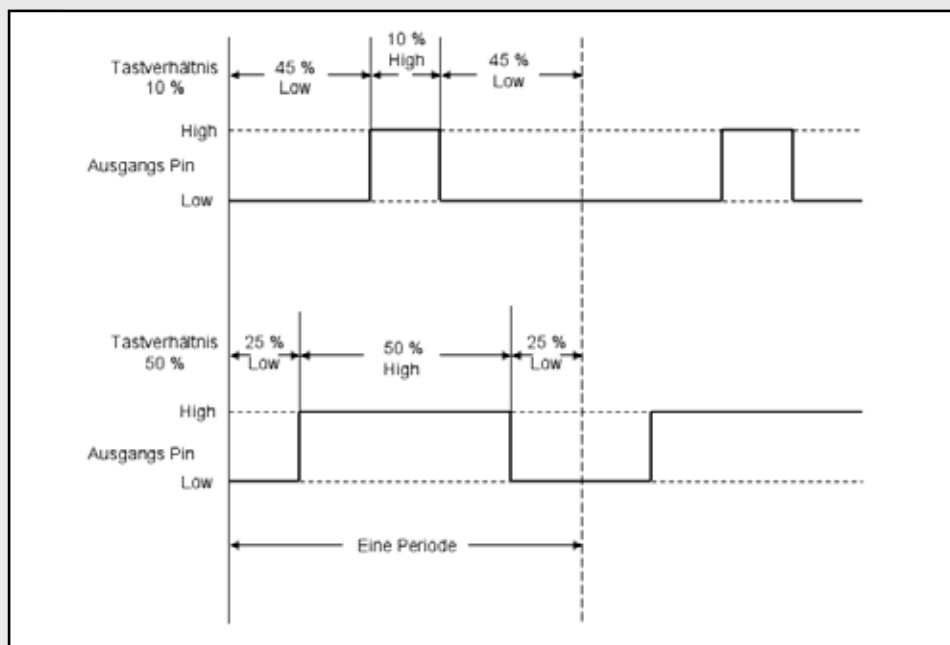 Tastverhältnis
10 %
45 %
Low
10 %
High
45 %
Low
High
Ausgangs Pin
Low
Tastverhältnis
50 %
25 %
Low
50 %
High
25 %
Low
High
Ausgangs Pin
Low
Eine Periode